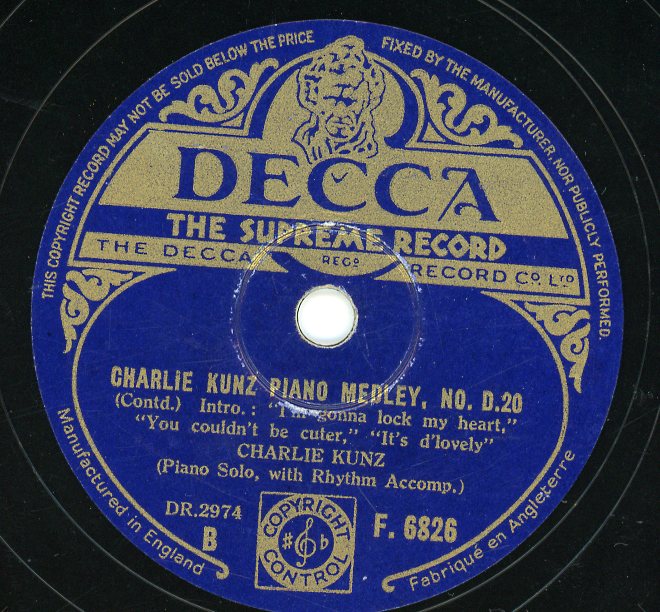 THIS COPYRIGHT RECORD MAY NOT BE SOLD BELOW THE PRICE FIXED BY THE MANUFACTURER, NOR PUBLICLY PERFORMED.
DECCA
THE SUPREME RECORD
THE DECCA REGD RECORD CO. LTD
CHARLIE KUNZ PIANO MEDLEY, NO. D.20
(Contd.) Intro.: "I'm gonna lock my heart,"
"You couldn't be cuter," "It's d'lovely"
CHARLIE KUNZ
(Piano Solo, with Rhythm Accomp.)
DR.2974
B
COPYRIGHT CONTROL
F. 6826
Manufactured in England
Fabriqué en Angleterre